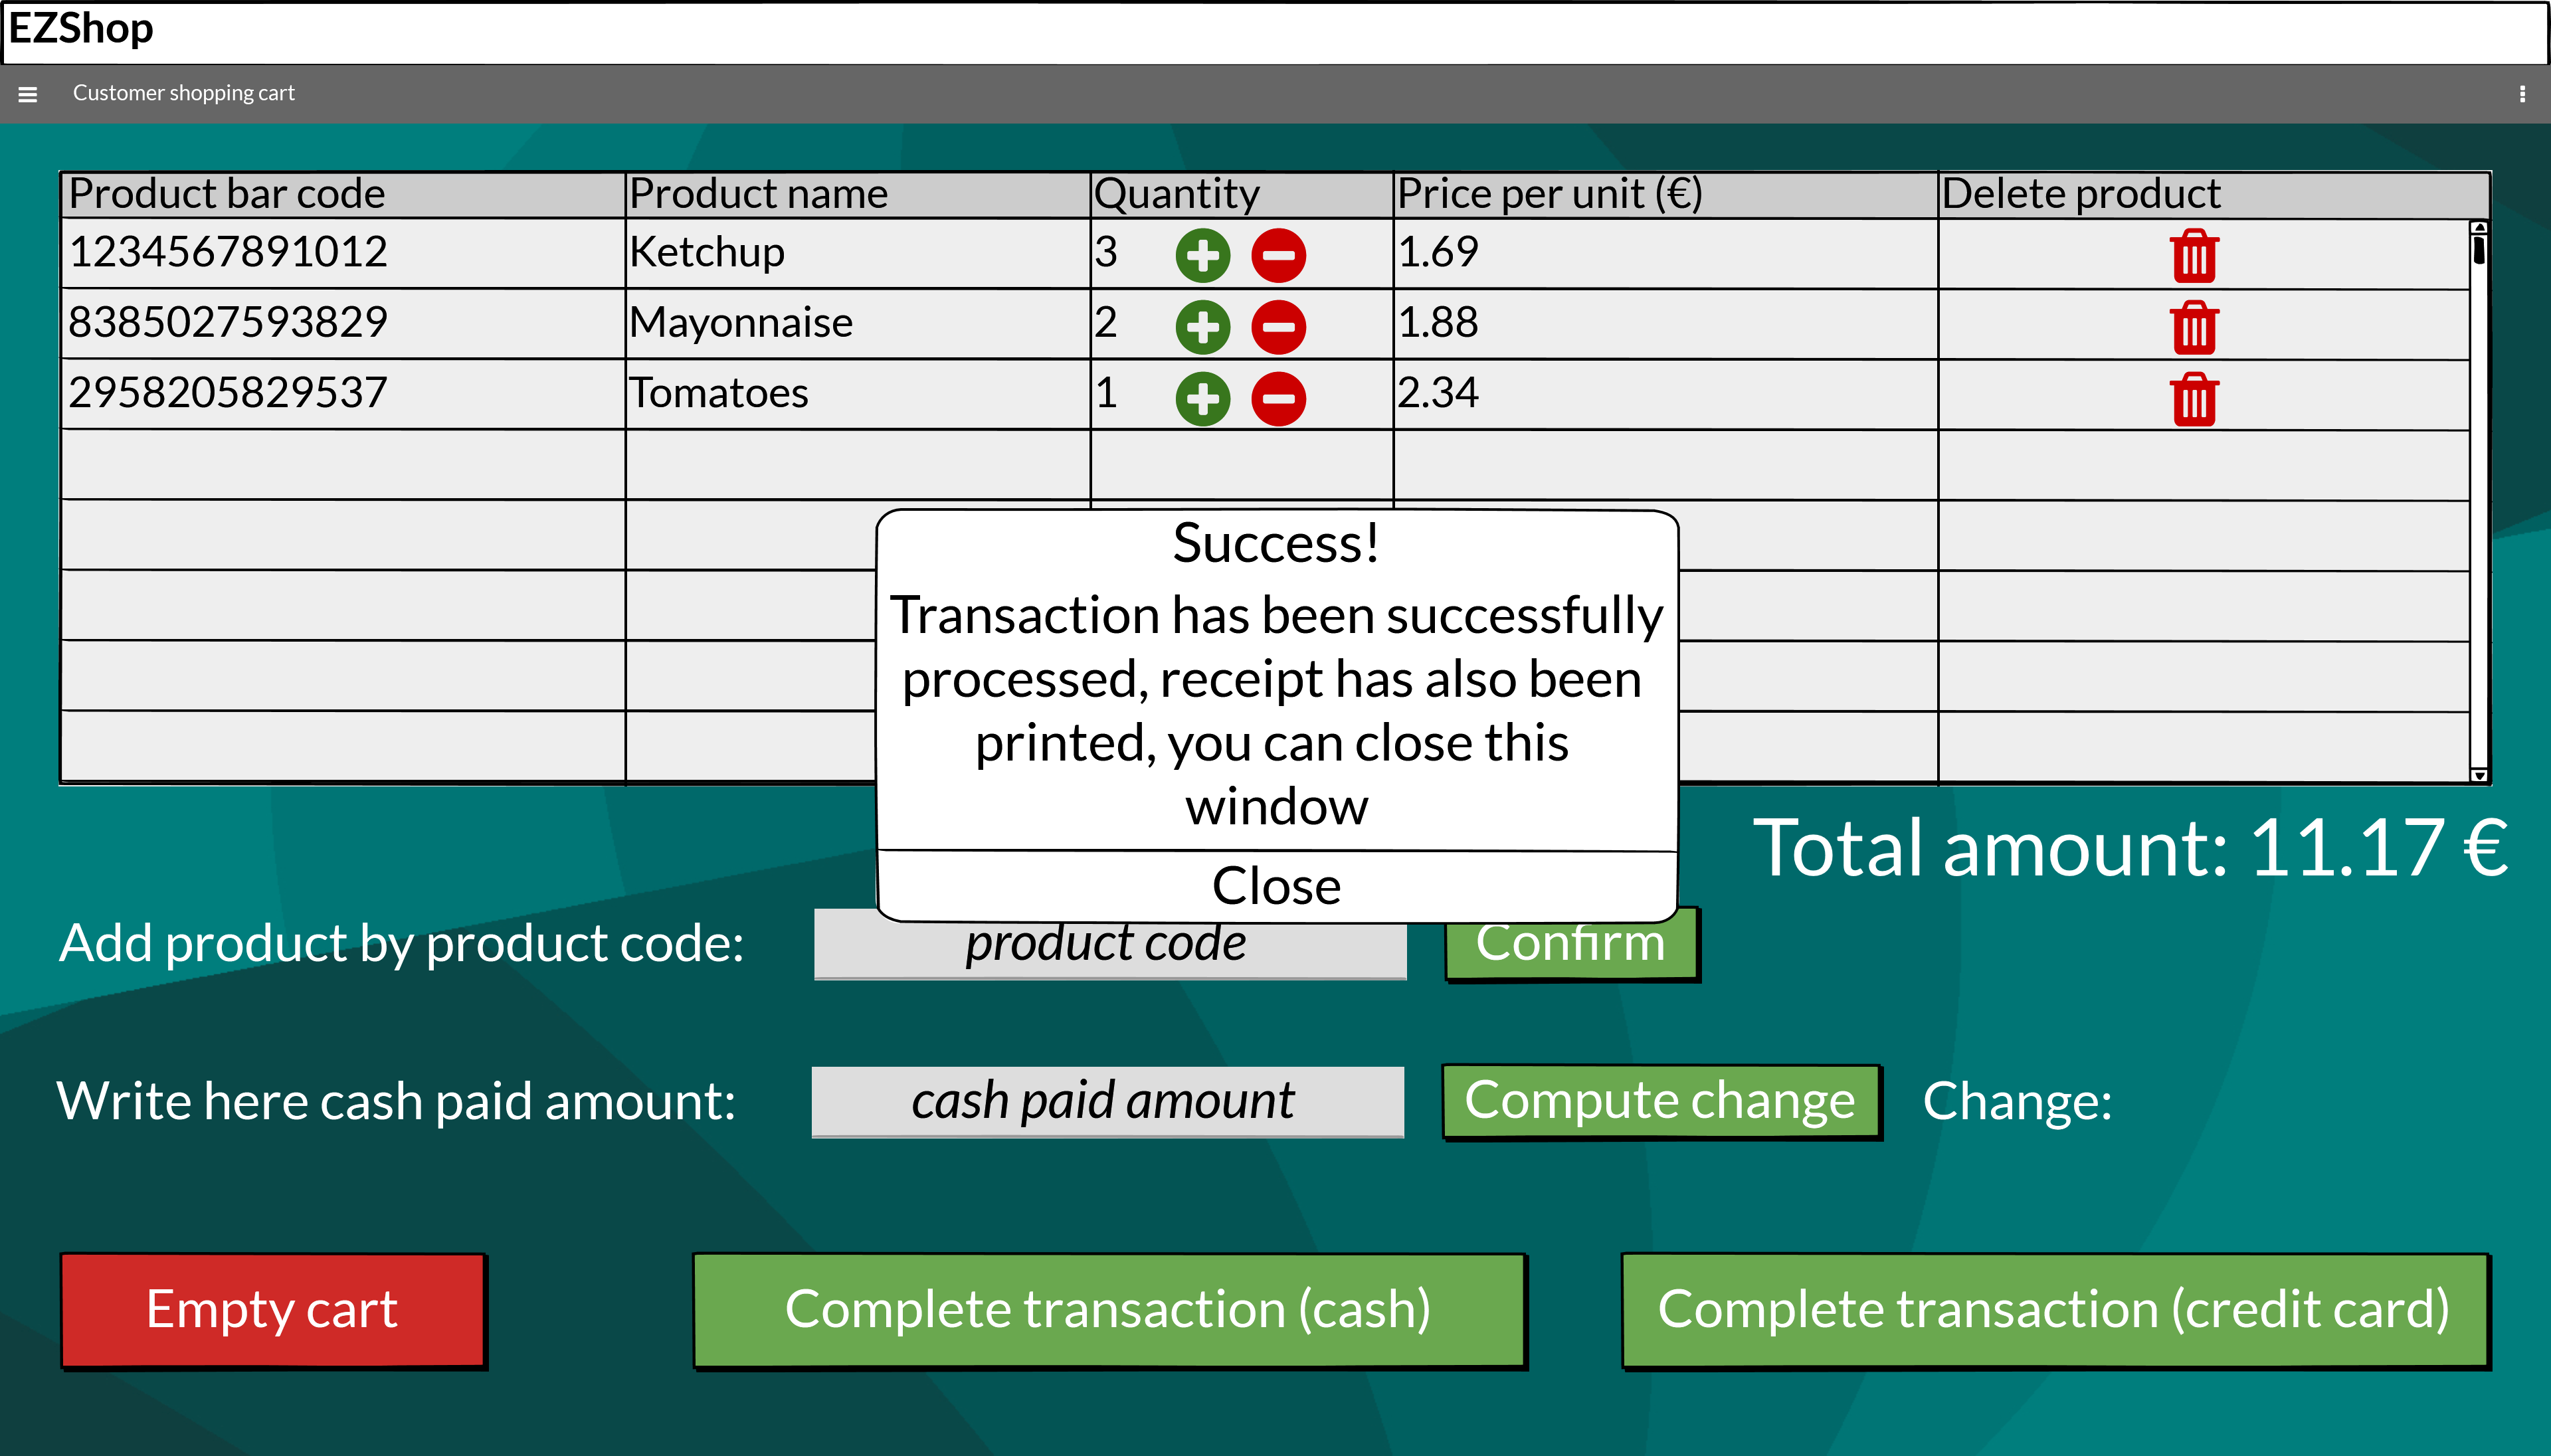 EZShop
Customer shopping cart
Product bar code Product name Quantity Price per unit (€) Delete product
1234567891012 Ketchup 3 1.69
8385027593829 Mayonnaise 2 1.88
2958205829537 Tomatoes 1 2.34
Success!
Transaction has been successfully
processed, receipt has also been
printed, you can close this
window
Close
Total amount: 11.17 €
Add product by product code: product code Confirm
Write here cash paid amount: cash paid amount Compute change Change:
Empty cart Complete transaction (cash) Complete transaction (credit card)